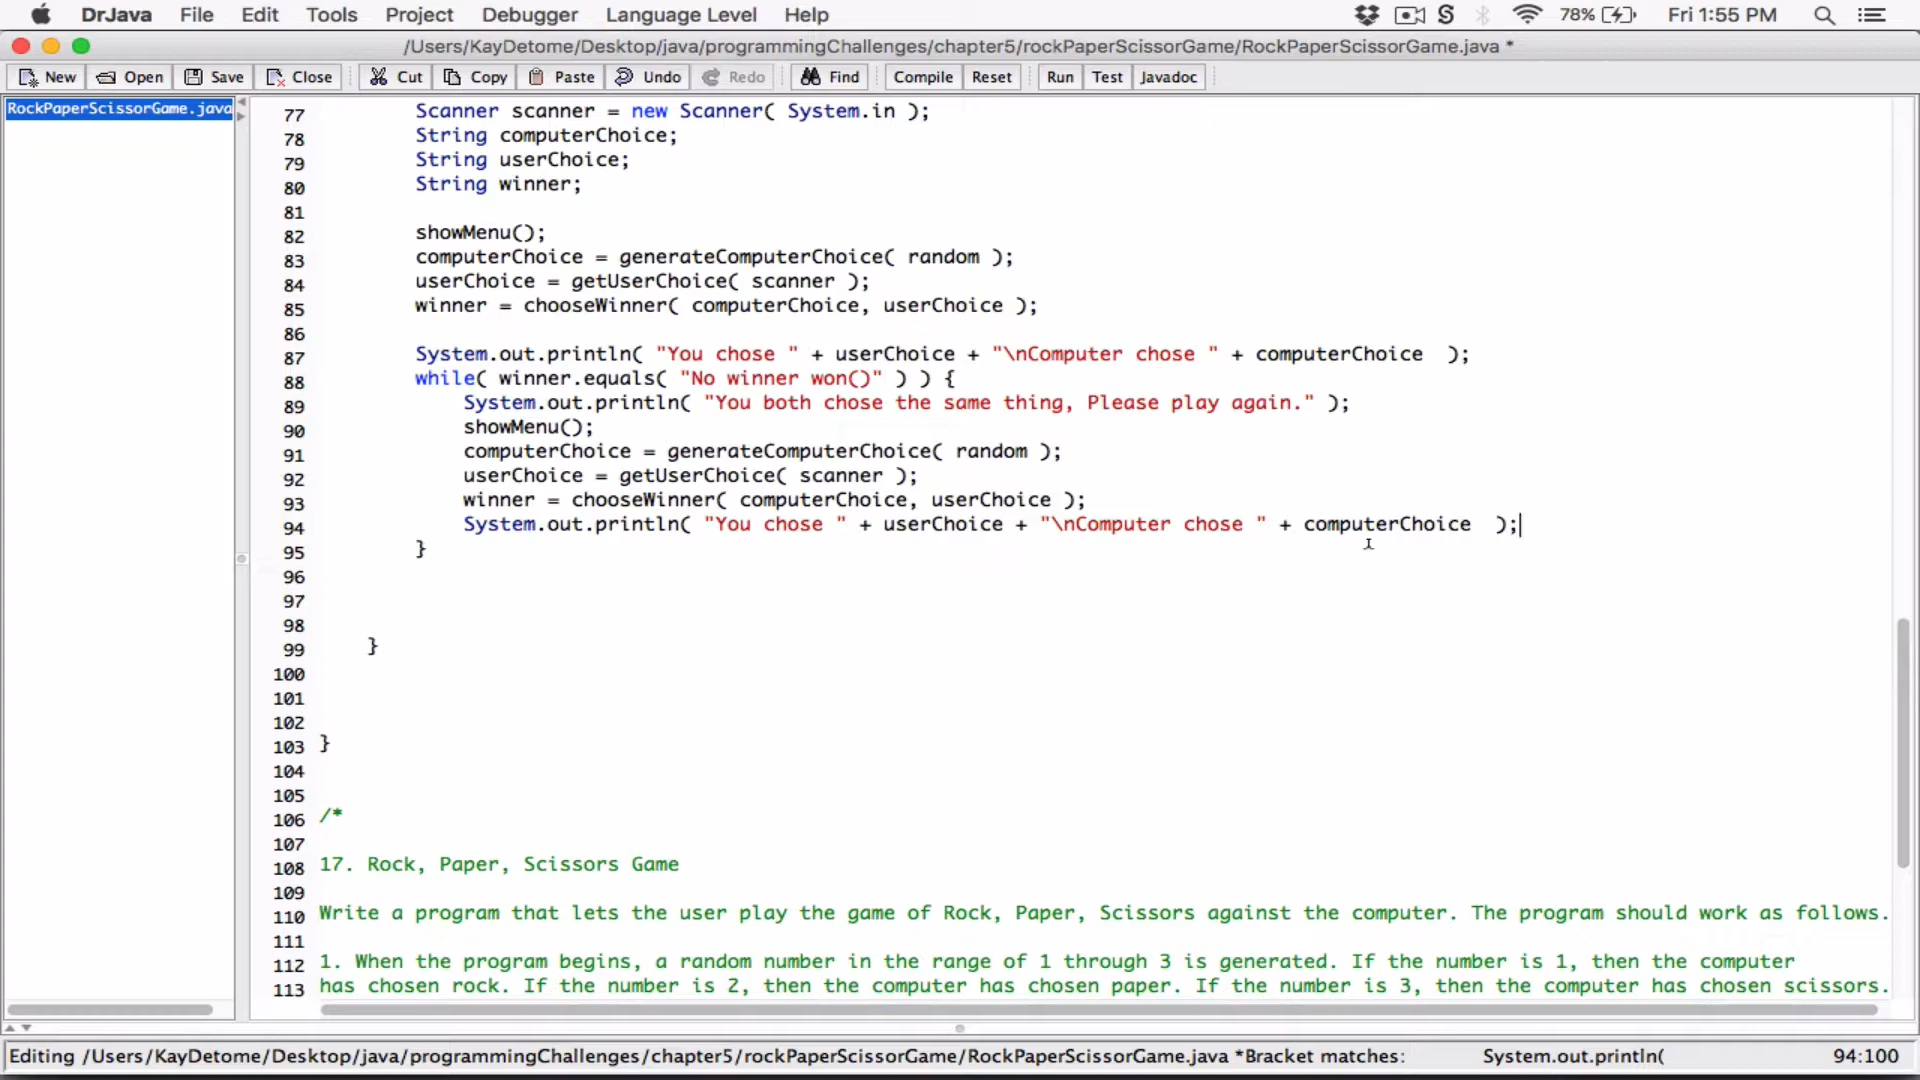 DrJava File Edit Tools Project Debugger Language Level Help 78% Fri 1:55 PM
/Users/KayDetome/Desktop/java/programmingChallenges/chapter5/rockPaperScissorGame/RockPaperScissorGame.java *
New Open Save Close Cut Copy Paste Undo Redo Find Compile Reset Run Test Javadoc
RockPaperScissorGame.java
77 Scanner scanner = new Scanner( System.in );
78 String computerChoice;
79 String userChoice;
80 String winner;
81
82 showMenu();
83 computerChoice = generateComputerChoice( random );
84 userChoice = getUserChoice( scanner );
85 winner = chooseWinner( computerChoice, userChoice );
86
87 System.out.println( "You chose " + userChoice + "\nComputer chose " + computerChoice  );
88 while( winner.equals( "No winner won()" ) ) {
89 System.out.println( "You both chose the same thing, Please play again." );
90 showMenu();
91 computerChoice = generateComputerChoice( random );
92 userChoice = getUserChoice( scanner );
93 winner = chooseWinner( computerChoice, userChoice );
94 System.out.println( "You chose " + userChoice + "\nComputer chose " + computerChoice  );
95 }
96
97
98
99 }
100
101
102
103 }
104
105
106 /*
107
108 17. Rock, Paper, Scissors Game
109
110 Write a program that lets the user play the game of Rock, Paper, Scissors against the computer. The program should work as follows.
111
112 1. When the program begins, a random number in the range of 1 through 3 is generated. If the number is 1, then the computer
113 has chosen rock. If the number is 2, then the computer has chosen paper. If the number is 3, then the computer has chosen scissors.
Editing /Users/KayDetome/Desktop/java/programmingChallenges/chapter5/rockPaperScissorGame/RockPaperScissorGame.java *Bracket matches: System.out.println( 94:100